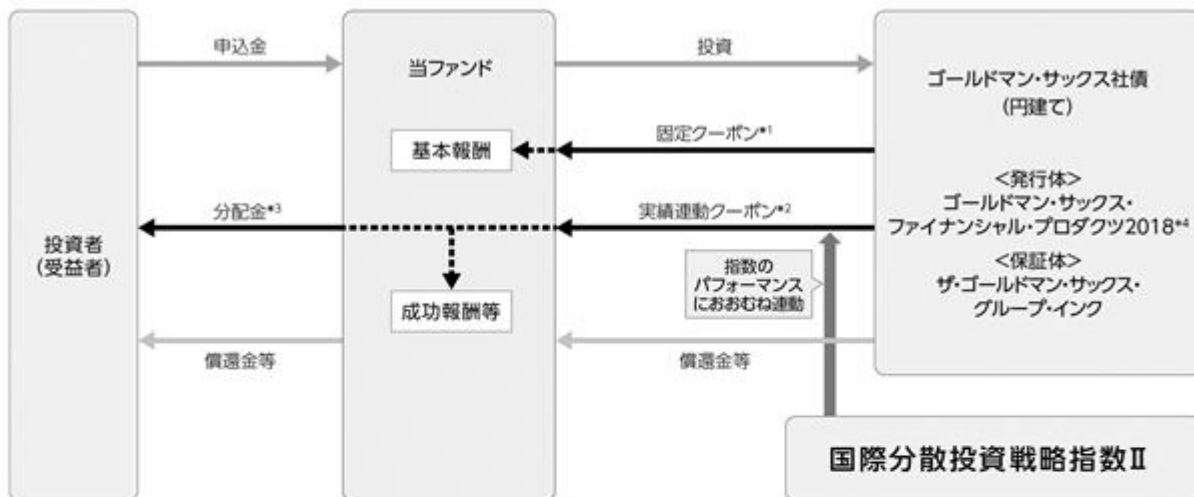 申込金
当ファンド
投資
ゴールドマン・サックス社債
(円建て)
基本報酬
固定クーポン*1
<発行体>
ゴールドマン・サックス・
ファイナンシャル・プロダクツ2018*4
分配金*3
実績連動クーポン*2
投資者
(受益者)
指数の
パフォーマンス
におおむね連動
<保証体>
ザ・ゴールドマン・サックス・
グループ・インク
成功報酬等
償還金等
償還金等
国際分散投資戦略指数Ⅱ